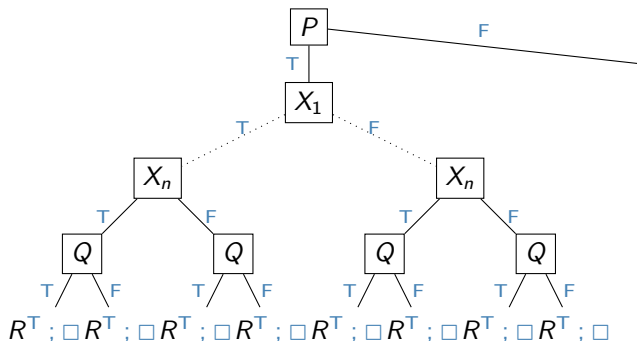 P
T F
X₁
T F
Xₙ Xₙ
T F T F
Q Q Q Q
T F T F T F T F
Rᵀ ; □ Rᵀ ; □ Rᵀ ; □ Rᵀ ; □ Rᵀ ; □ Rᵀ ; □ Rᵀ ; □ Rᵀ ; □